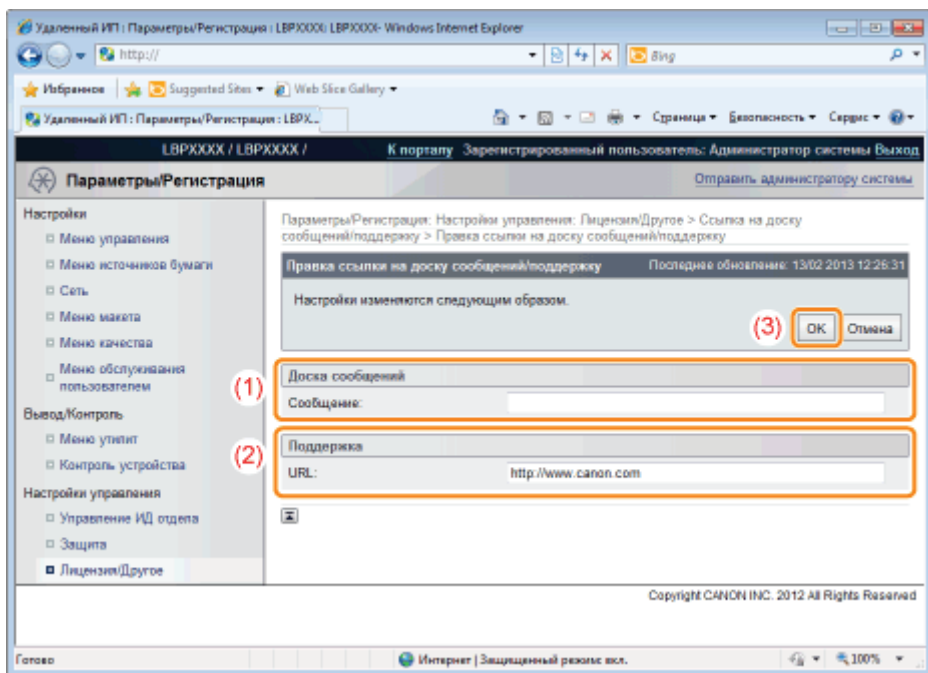 Удаленный ИП : Параметры/Регистрация : LBPXXXX: LBPXXXX- Windows Internet Explorer
http://
Bing
Избранное Suggested Sites Web Slice Gallery
Удаленный ИП : Параметры/Регистрация : LBPX...
Страница Безопасность Сервис
LBPXXXX / LBPXXXX / К порталу Зарегистрированный пользователь: Администратор системы Выход
Параметры/Регистрация Отправить администратору системы
Настройки
Меню управления
Меню источников бумаги
Сеть
Меню макета
Меню качества
Меню обслуживания
пользователем
Вывод/Контроль
Меню утилит
Контроль устройства
Настройки управления
Управление ИД отдела
Защита
Лицензия/Другое
Параметры/Регистрация: Настройки управления: Лицензия/Другое > Ссылка на доску
сообщений/поддержку > Правка ссылки на доску сообщений/поддержку
Правка ссылки на доску сообщений/поддержку Последнее обновление: 13/02 2013 12:26:31
Настройки изменяются следующим образом.
(3) OK Отмена
(1) Доска сообщений
Сообщение:
(2) Поддержка
URL: http://www.canon.com
Copyright CANON INC. 2012 All Rights Reserved
Готово Интернет | Защищенный режим: вкл. 100%